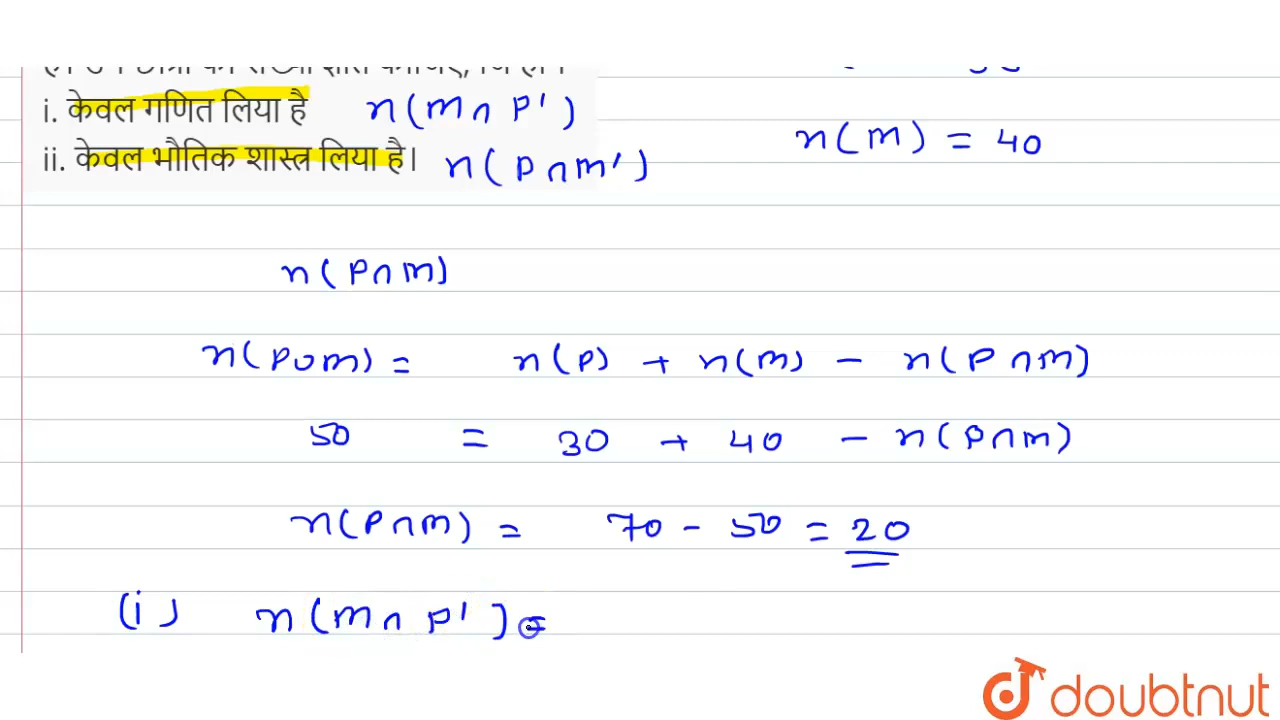 i. केवल गणित लिया है n(m∩P')
n(m) = 40
ii. केवल भौतिक शास्त्र लिया है। n(P∩m')
n(P∩m)
n(P∪m) = n(P) + n(m) - n(P∩m)
50 = 30 + 40 - n(P∩m)
n(P∩m) = 70 - 50 = 20
(i) n(m∩P') =
doubtnut